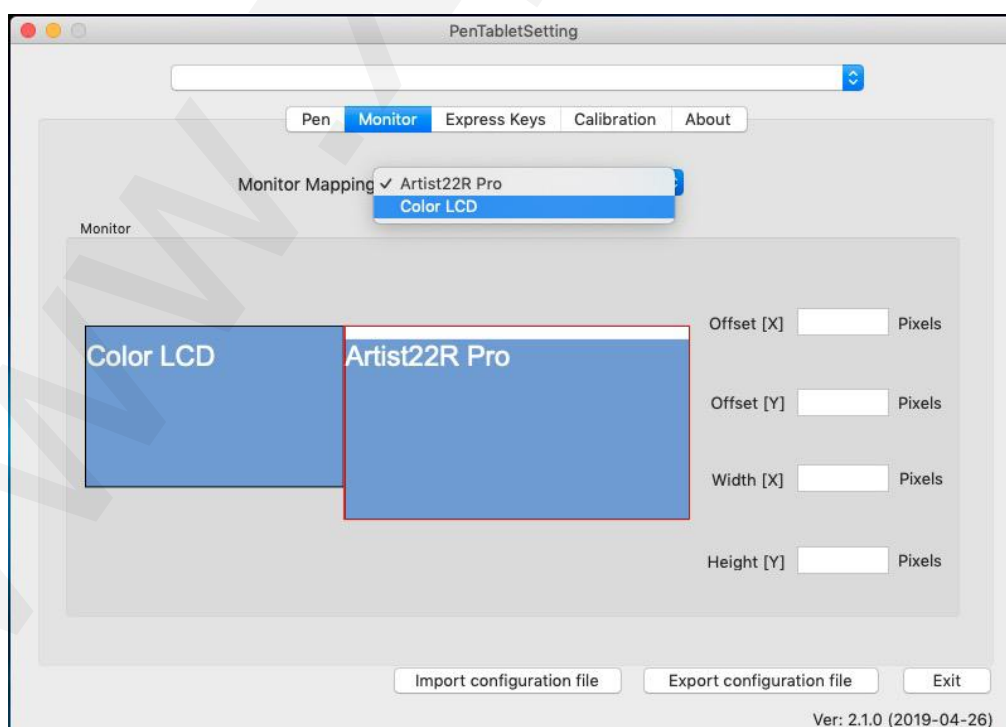 PenTabletSetting
Pen Monitor Express Keys Calibration About
Monitor Mapping ✓ Artist22R Pro
Color LCD
Monitor
Offset [X] Pixels
Color LCD Artist22R Pro
Offset [Y] Pixels
Width [X] Pixels
Height [Y] Pixels
Import configuration file Export configuration file Exit
Ver: 2.1.0 (2019-04-26)